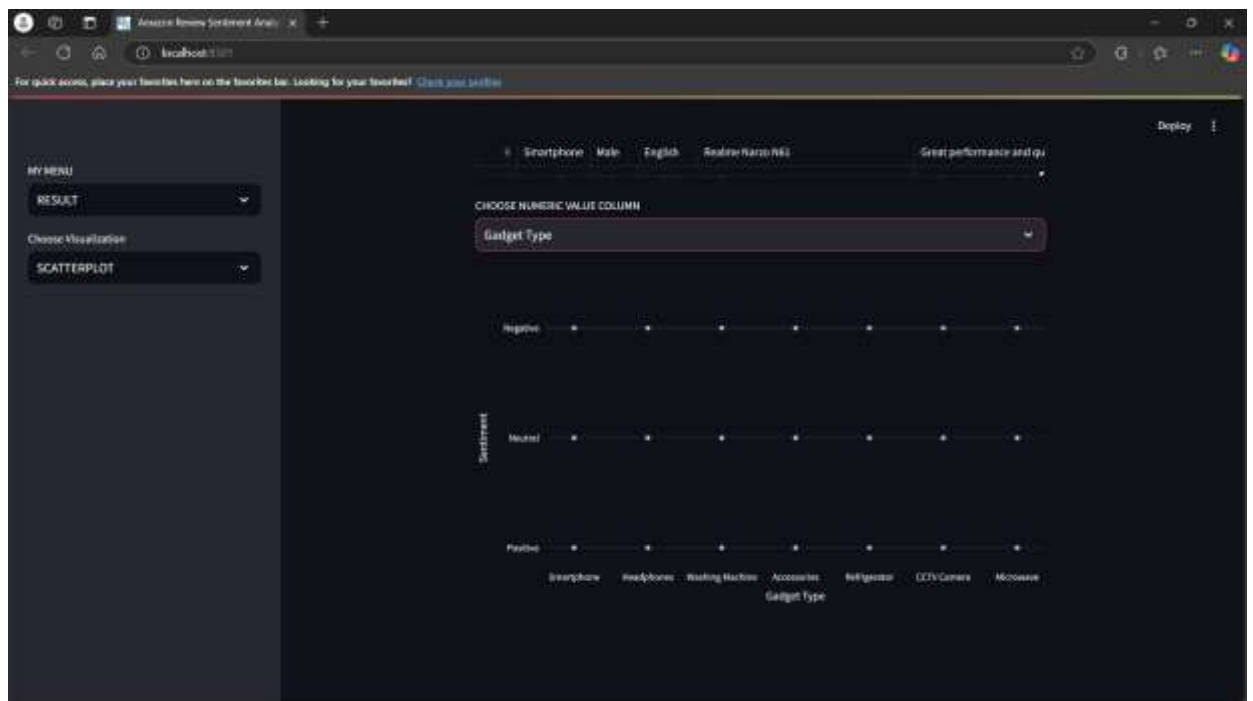 Amazon Review Sentiment Analy
localhost
For quick access, place your favorites here on the favorites bar. Looking for your favorites? Check your profiles
Deploy
Smartphone Male English Realme Narzo N61 Great performance and qu
MY MENU
RESULT
CHOOSE NUMERIC VALUE COLUMN
Choose Visualization
Gadget Type
SCATTERPLOT
Negative
Sentiment
Neutral
Positive
Smartphone Headphones Washing Machine Accessories Refrigerator CCTV Camera Microwave
Gadget Type